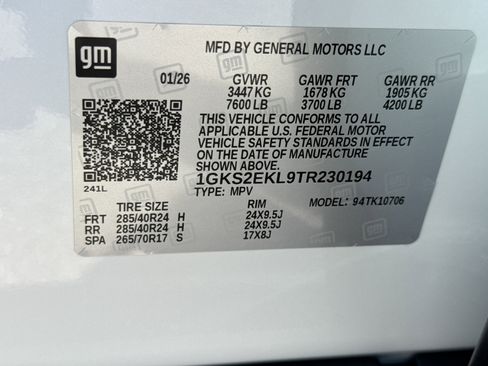 gm
MFD BY GENERAL MOTORS LLC
01/26 GVWR GAWR FRT GAWR RR
3447 KG 1678 KG 1905 KG
7600 LB 3700 LB 4200 LB
THIS VEHICLE CONFORMS TO ALL
APPLICABLE U.S. FEDERAL MOTOR
VEHICLE SAFETY STANDARDS IN EFFECT
ON THE DATE OF MANUFACTURE
SHOWN ABOVE.
1GKS2EKL9TR230194
241L TYPE: MPV MODEL: 94TK10706
TIRE SIZE RIM
FRT 285/40R24 H 24X9.5J
RR 285/40R24 H 24X9.5J
SPA 265/70R17 S 17X8J